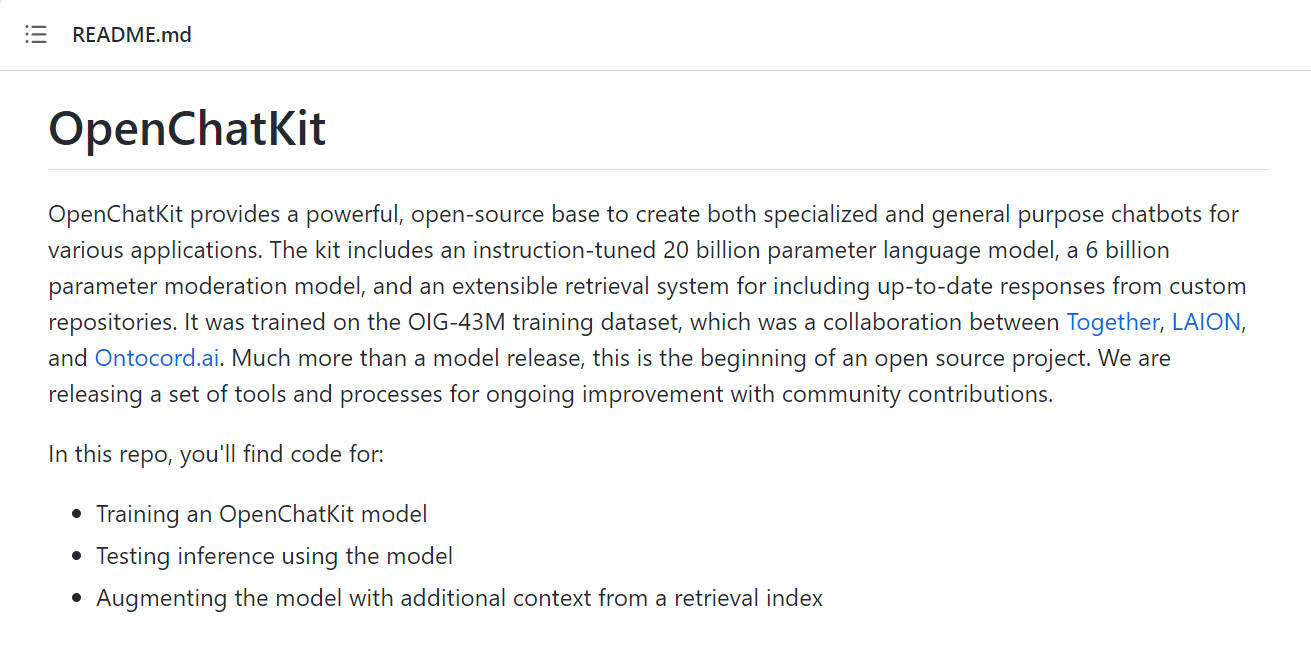 README.md
OpenChatKit
OpenChatKit provides a powerful, open-source base to create both specialized and general purpose chatbots for
various applications. The kit includes an instruction-tuned 20 billion parameter language model, a 6 billion
parameter moderation model, and an extensible retrieval system for including up-to-date responses from custom
repositories. It was trained on the OIG-43M training dataset, which was a collaboration between Together, LAION,
and Ontocord.ai. Much more than a model release, this is the beginning of an open source project. We are
releasing a set of tools and processes for ongoing improvement with community contributions.
In this repo, you'll find code for:
• Training an OpenChatKit model
• Testing inference using the model
• Augmenting the model with additional context from a retrieval index